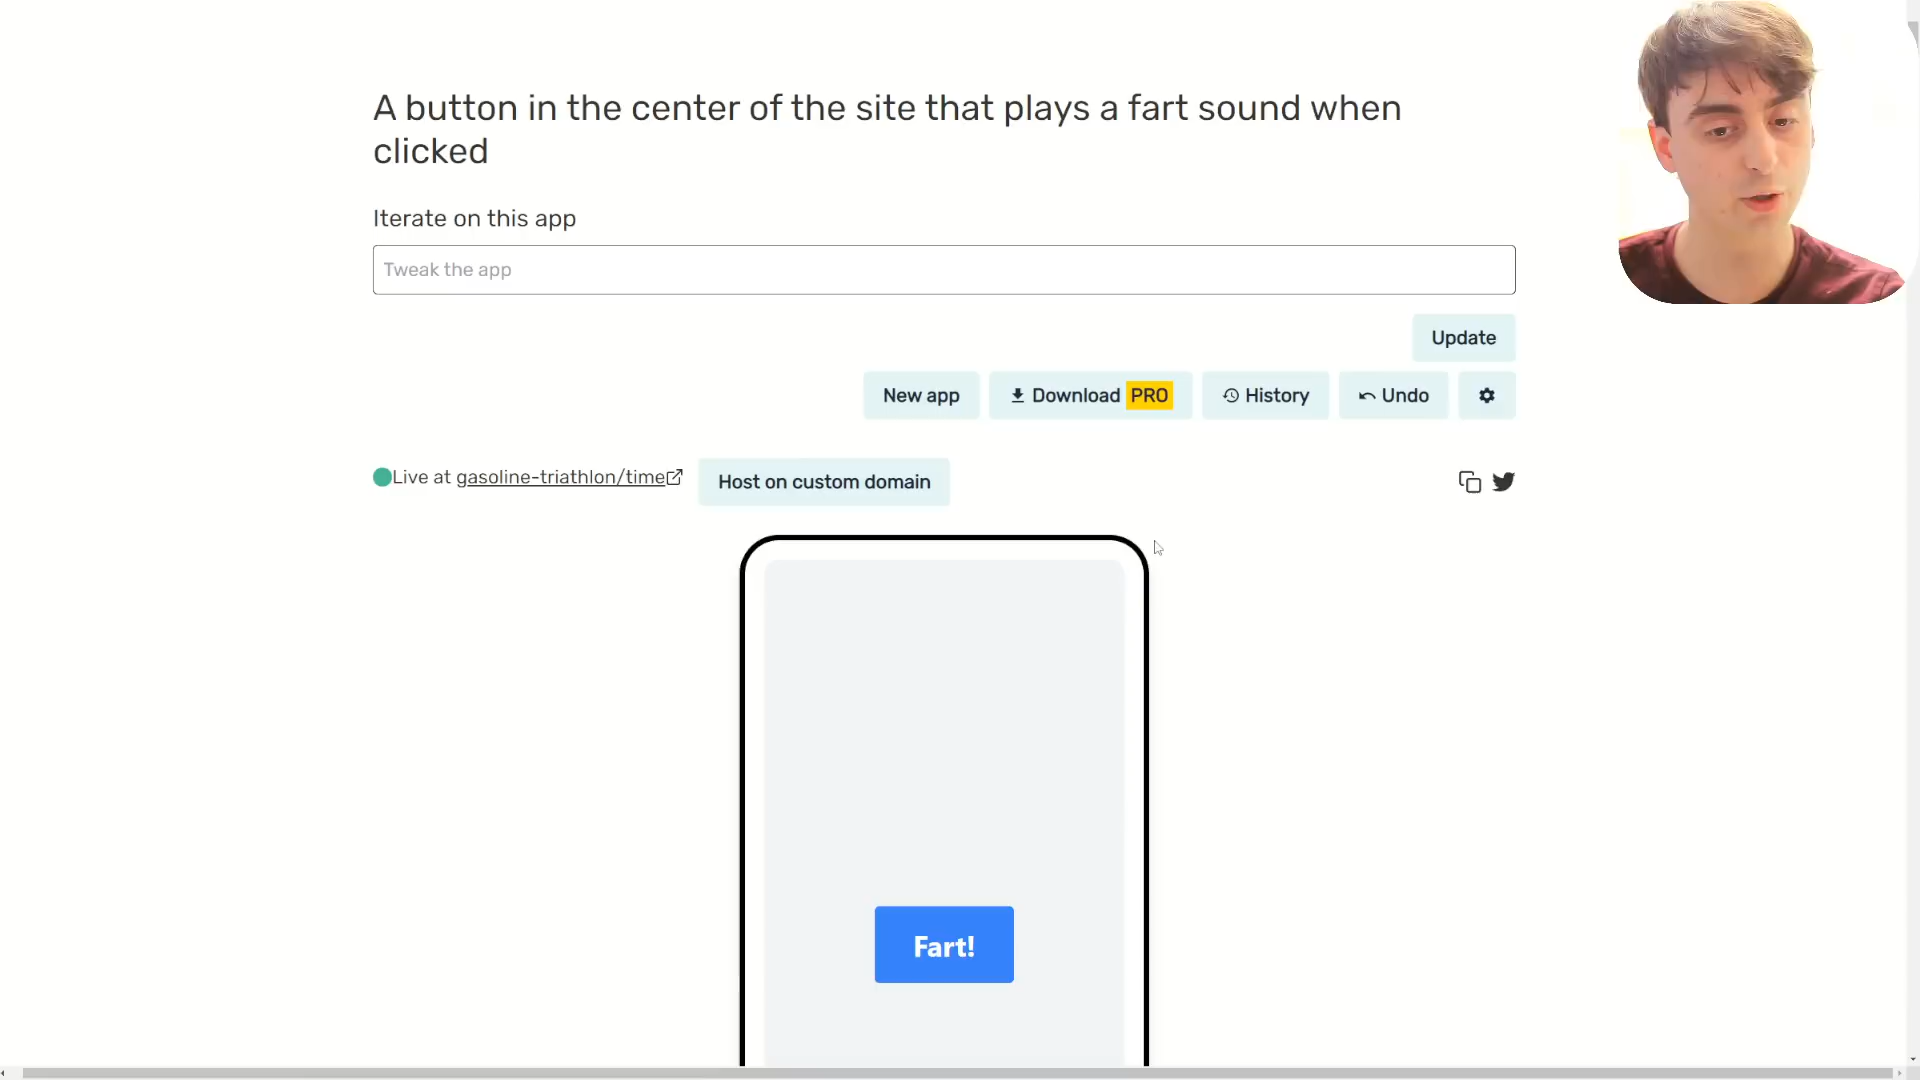 A button in the center of the site that plays a fart sound when
clicked
Iterate on this app
Tweak the app
Update
New app
Download PRO
History
Undo
Live at gasoline-triathlon/time
Host on custom domain
Fart!